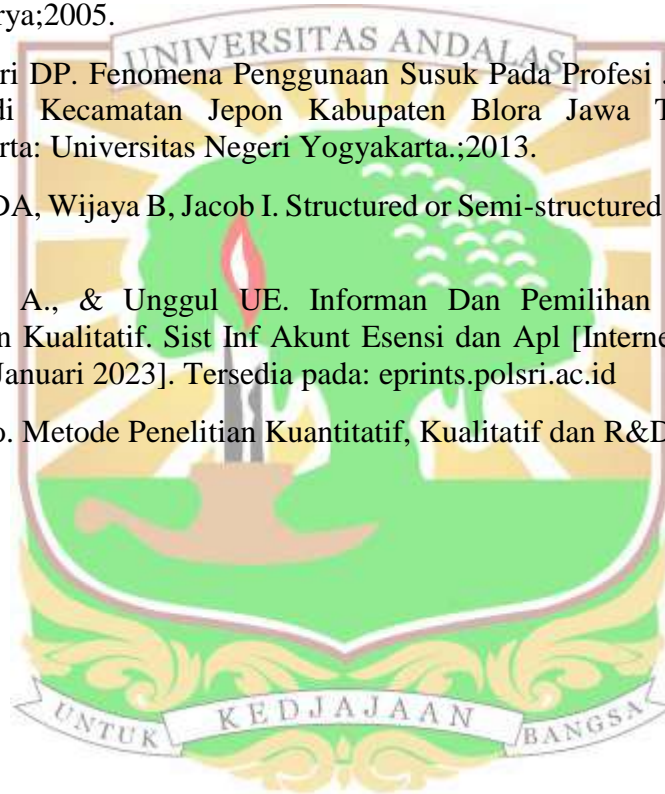 rya;2005.
UNIVERSITAS ANDALAS
ri DP. Fenomena Penggunaan Susuk Pada Profesi
di Kecamatan Jepon Kabupaten Blora Jawa T
rta: Universitas Negeri Yogyakarta.;2013.
DA, Wijaya B, Jacob I. Structured or Semi-structured
A., & Unggul UE. Informan Dan Pemilihan
n Kualitatif. Sist Inf Akunt Esensi dan Apl [Interne
Januari 2023]. Tersedia pada: eprints.polsri.ac.id
o. Metode Penelitian Kuantitatif, Kualitatif dan R&D
UNTUK KEDJAJAAN BANGSA